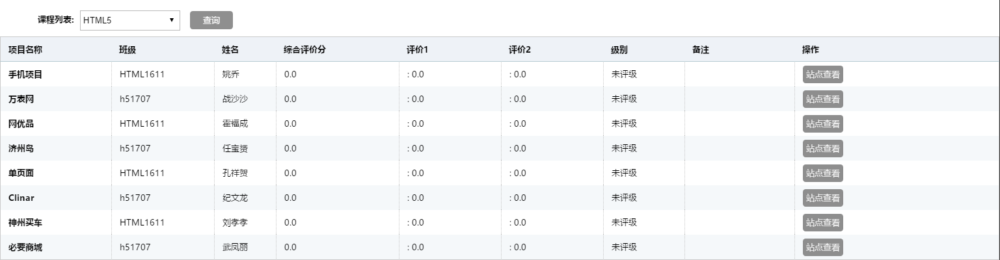 课程列表: HTML5 查询
项目名称 班级 姓名 综合评价分 评价1 评价2 级别 备注 操作
手机项目 HTML1611 姚乔 0.0 : 0.0 : 0.0 未评级 站点查看
万表网 h51707 战沙沙 0.0 : 0.0 : 0.0 未评级 站点查看
网优品 HTML1611 霍福成 0.0 : 0.0 : 0.0 未评级 站点查看
济州岛 h51707 任宝赟 0.0 : 0.0 : 0.0 未评级 站点查看
单页面 HTML1611 孔祥贺 0.0 : 0.0 : 0.0 未评级 站点查看
Clinar h51707 纪文龙 0.0 : 0.0 : 0.0 未评级 站点查看
神州买车 HTML1611 刘孝孝 0.0 : 0.0 : 0.0 未评级 站点查看
必要商城 h51707 武凤丽 0.0 : 0.0 : 0.0 未评级 站点查看